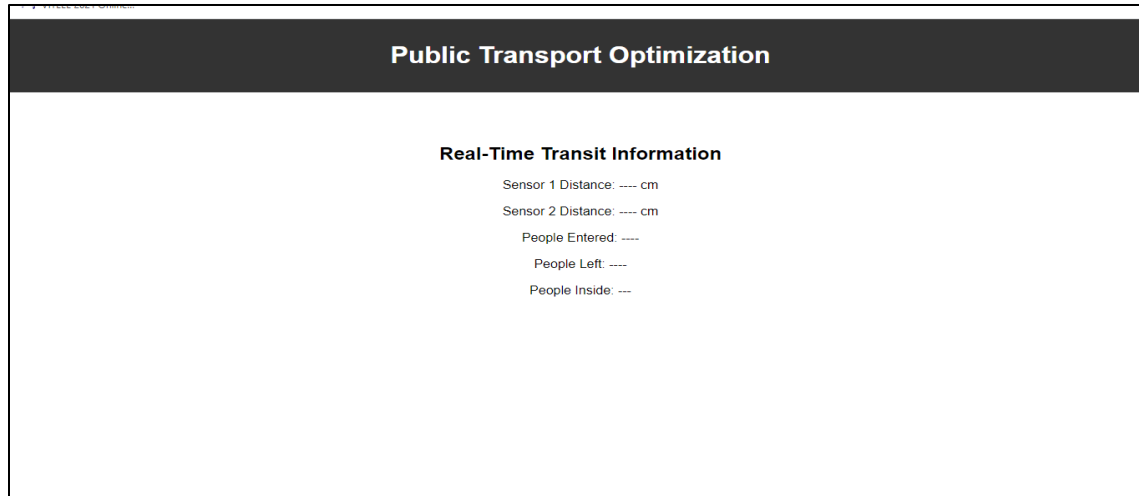 Public Transport Optimization
Real-Time Transit Information
Sensor 1 Distance: ---- cm
Sensor 2 Distance: ---- cm
People Entered: ----
People Left: ----
People Inside: ---